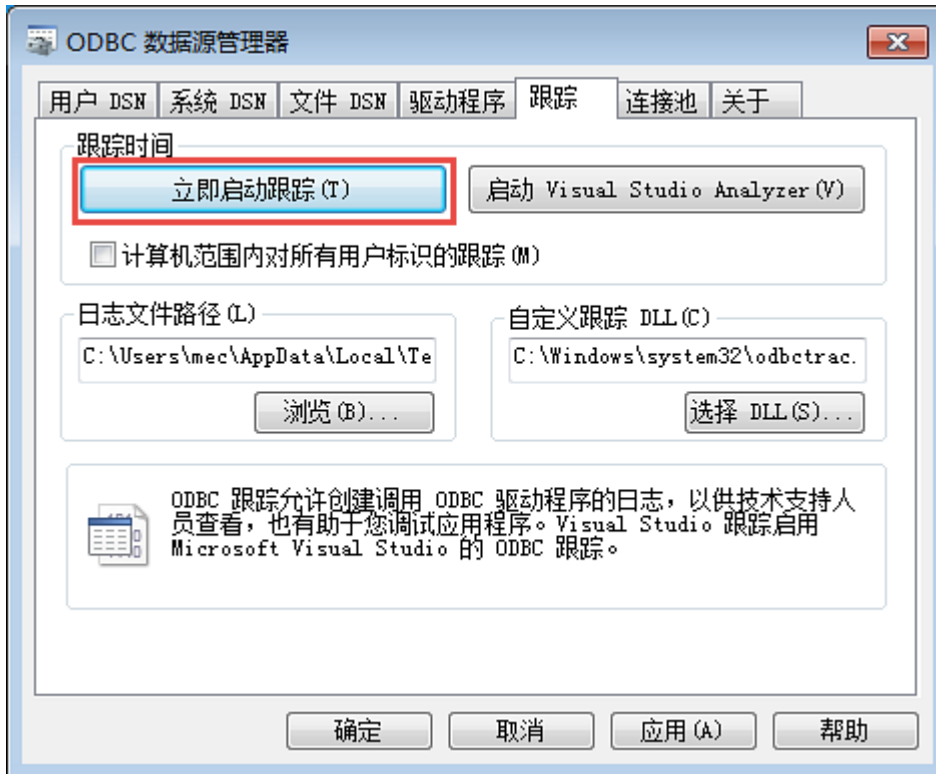 ODBC 数据源管理器
用户 DSN 系统 DSN 文件 DSN 驱动程序 跟踪 连接池 关于
跟踪时间
立即启动跟踪(T) 启动 Visual Studio Analyzer(V)
计算机范围内对所有用户标识的跟踪(M)
日志文件路径(L) 自定义跟踪 DLL(C)
C:\Users\mec\AppData\Local\Te C:\Windows\system32\odbctrac.
浏览(B)... 选择 DLL(S)...
ODBC 跟踪允许创建调用 ODBC 驱动程序的日志，以供技术支持人
员查看，也有助于您调试应用程序。Visual Studio 跟踪启用
Microsoft Visual Studio 的 ODBC 跟踪。
确定 取消 应用(A) 帮助